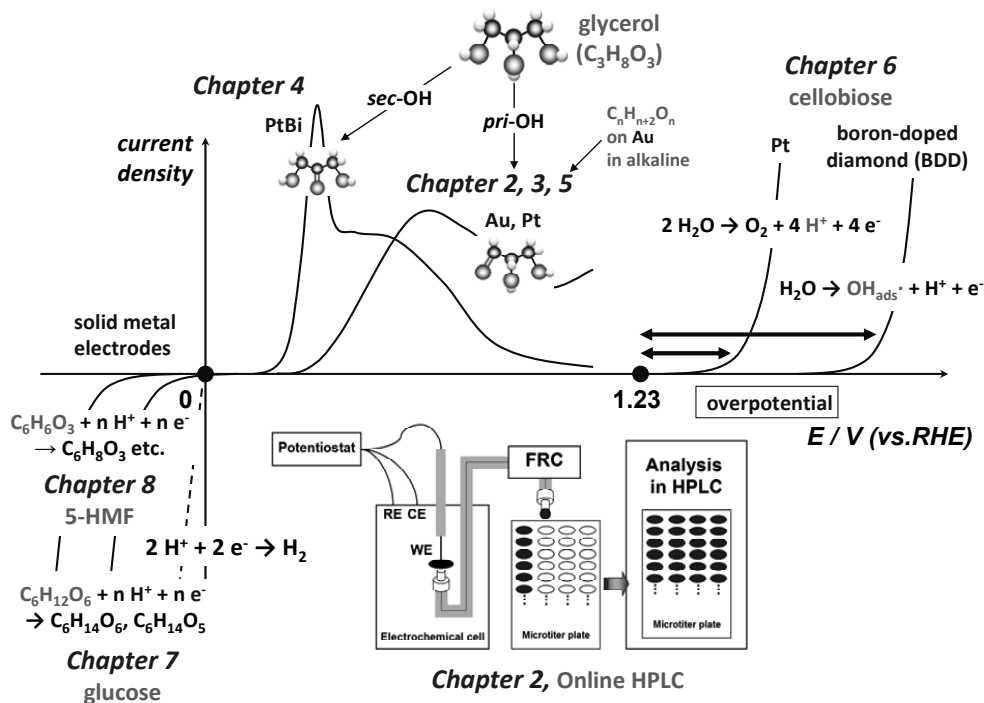 glycerol
(C₃H₈O₃)
Chapter 4
sec-OH
PtBi
pri-OH
CₙHₙ₊₂Oₙ
on Au
in alkaline
Chapter 2, 3, 5
Au, Pt
Chapter 6
cellobiose
Pt
boron-doped
diamond (BDD)
current
density
2 H₂O → O₂ + 4 H⁺ + 4 e⁻
H₂O → OHads· + H⁺ + e⁻
solid metal
electrodes
0
1.23
overpotential
E / V (vs.RHE)
C₆H₆O₃ + n H⁺ + n e⁻
→ C₆H₈O₃ etc.
Chapter 8
5-HMF
2 H⁺ + 2 e⁻ → H₂
C₆H₁₂O₆ + n H⁺ + n e⁻
→ C₆H₁₄O₆, C₆H₁₄O₅
Chapter 7
glucose
Potentiostat
RE CE
WE
Electrochemical cell
FRC
Microtiter plate
Analysis
in HPLC
Microtiter plate
Chapter 2, Online HPLC